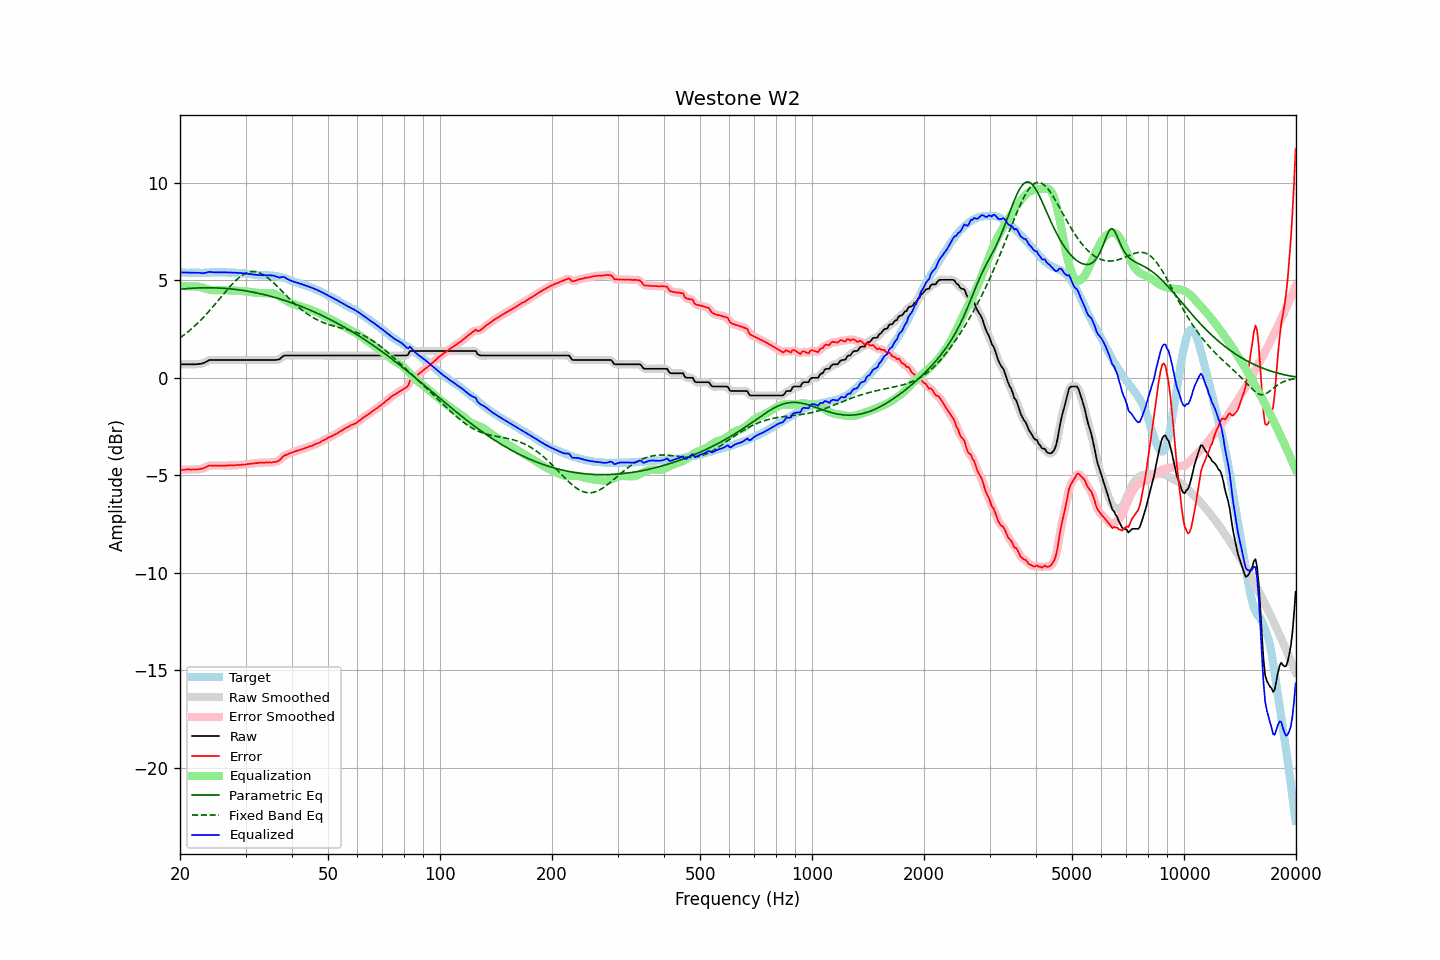 Westone W2
Amplitude (dBr)
10
5
0
−5
−10
−15
−20
Target
Raw Smoothed
Error Smoothed
Raw
Error
Equalization
Parametric Eq
Fixed Band Eq
Equalized
20 50 100 200 500 1000 2000 5000 10000 20000
Frequency (Hz)